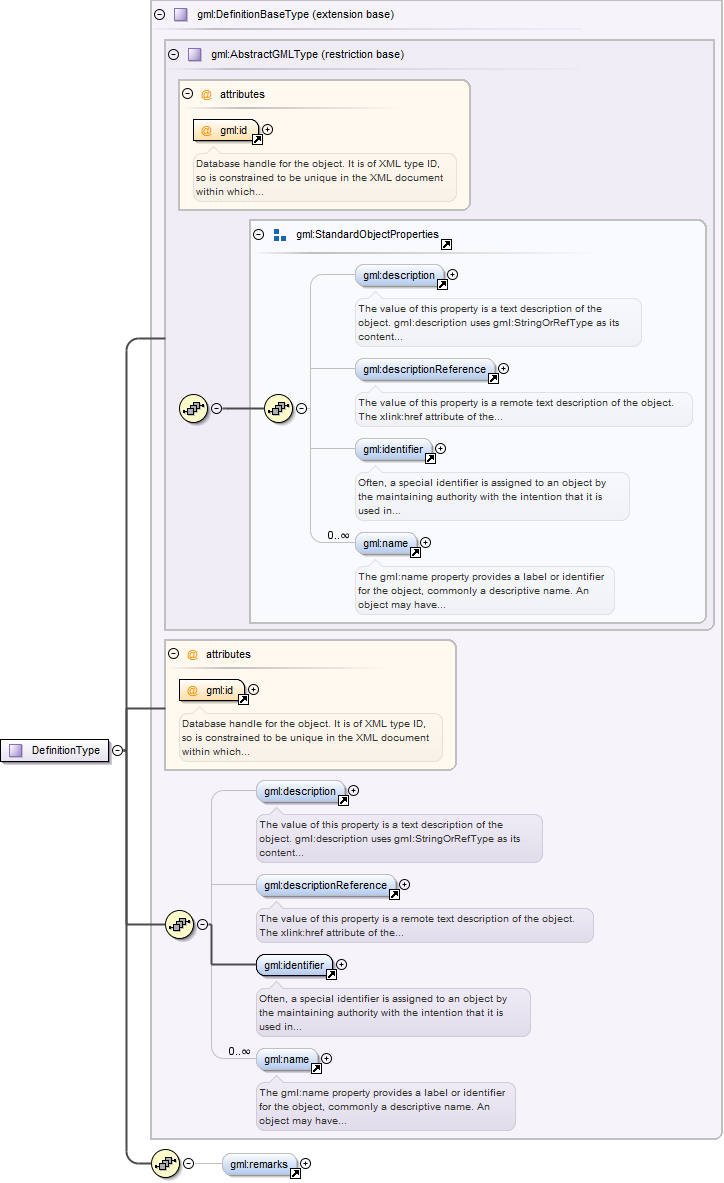 gml:DefinitionBaseType (extension base)
gml:AbstractGMLType (restriction base)
@ attributes
@ gml:id
Database handle for the object. It is of XML type ID,
so is constrained to be unique in the XML document
within which...
gml:StandardObjectProperties
gml:description
The value of this property is a text description of the
object. gml:description uses gml:StringOrRefType as its
content...
gml:descriptionReference
The value of this property is a remote text description of the object.
The xlink:href attribute of the...
gml:identifier
Often, a special identifier is assigned to an object by
the maintaining authority with the intention that it is
used in...
0..∞
gml:name
The gml:name property provides a label or identifier
for the object, commonly a descriptive name. An
object may have...
@ attributes
@ gml:id
Database handle for the object. It is of XML type ID,
so is constrained to be unique in the XML document
within which...
DefinitionType
gml:description
The value of this property is a text description of the
object. gml:description uses gml:StringOrRefType as its
content...
gml:descriptionReference
The value of this property is a remote text description of the object.
The xlink:href attribute of the...
gml:identifier
Often, a special identifier is assigned to an object by
the maintaining authority with the intention that it is
used in...
0..∞
gml:name
The gml:name property provides a label or identifier
for the object, commonly a descriptive name. An
object may have...
gml:remarks